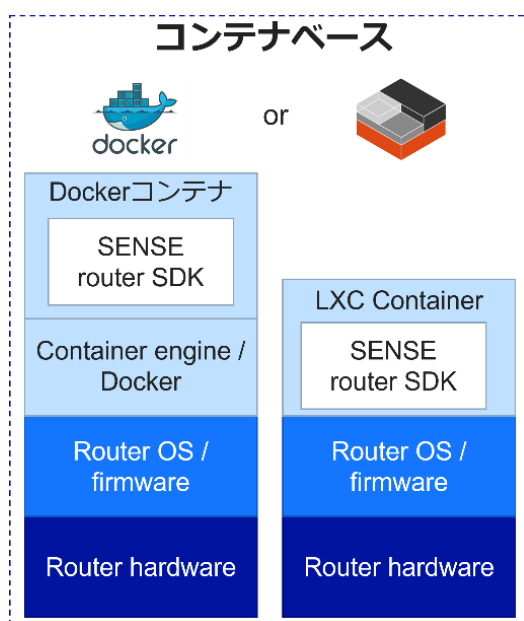 コンテナベース
docker
or
Dockerコンテナ
SENSE
router SDK
Container engine /
Docker
Router OS /
firmware
Router hardware
LXC Container
SENSE
router SDK
Router OS /
firmware
Router hardware